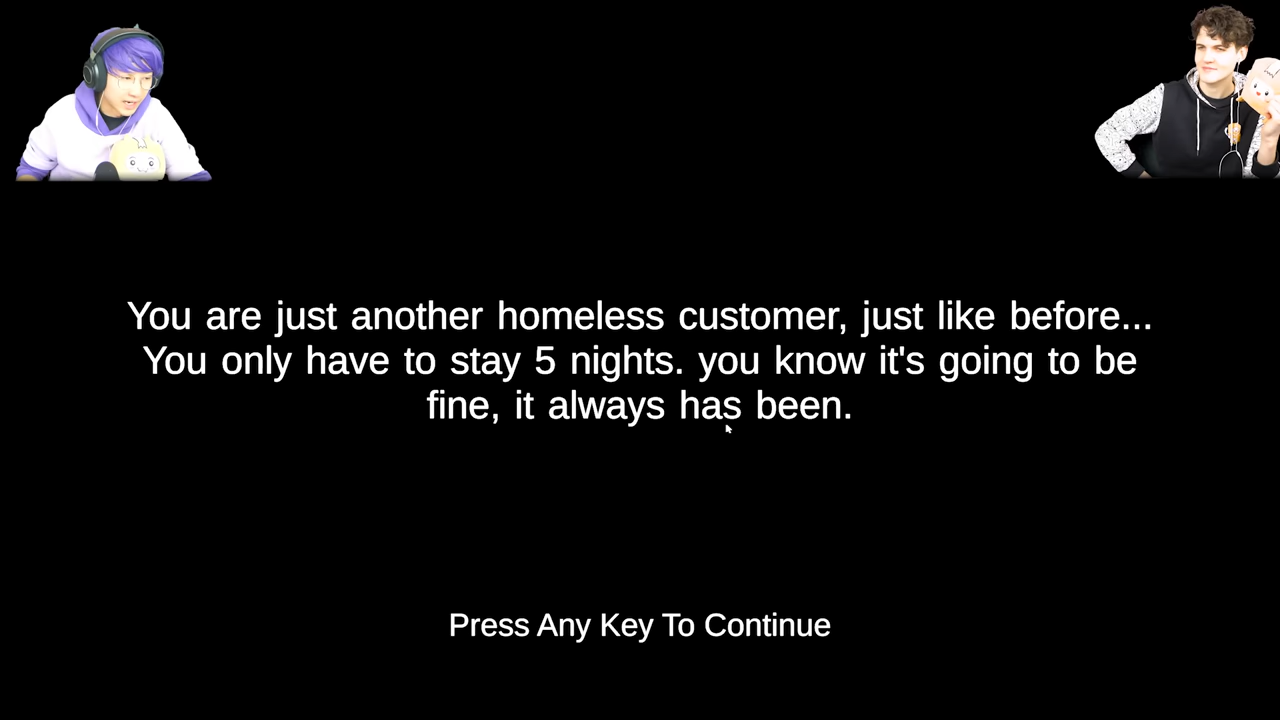 You are just another homeless customer, just like before...
You only have to stay 5 nights. you know it's going to be
fine, it always has been.
Press Any Key To Continue